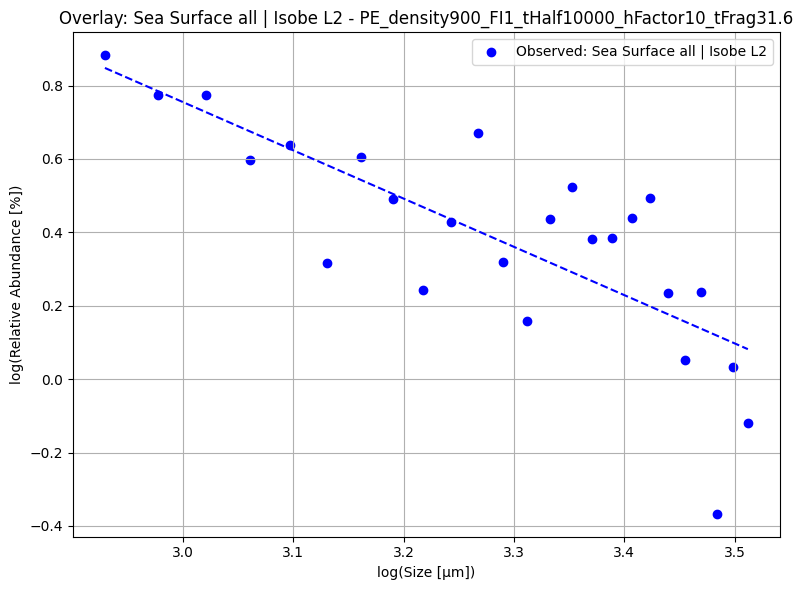 Overlay: Sea Surface all | Isobe L2 - PE_density900_FI1_tHalf10000_hFactor10_tFrag31.6
Observed: Sea Surface all | Isobe L2
log(Relative Abundance [%])
0.8
0.6
0.4
0.2
0.0
−0.2
−0.4
3.0 3.1 3.2 3.3 3.4 3.5
log(Size [μm])